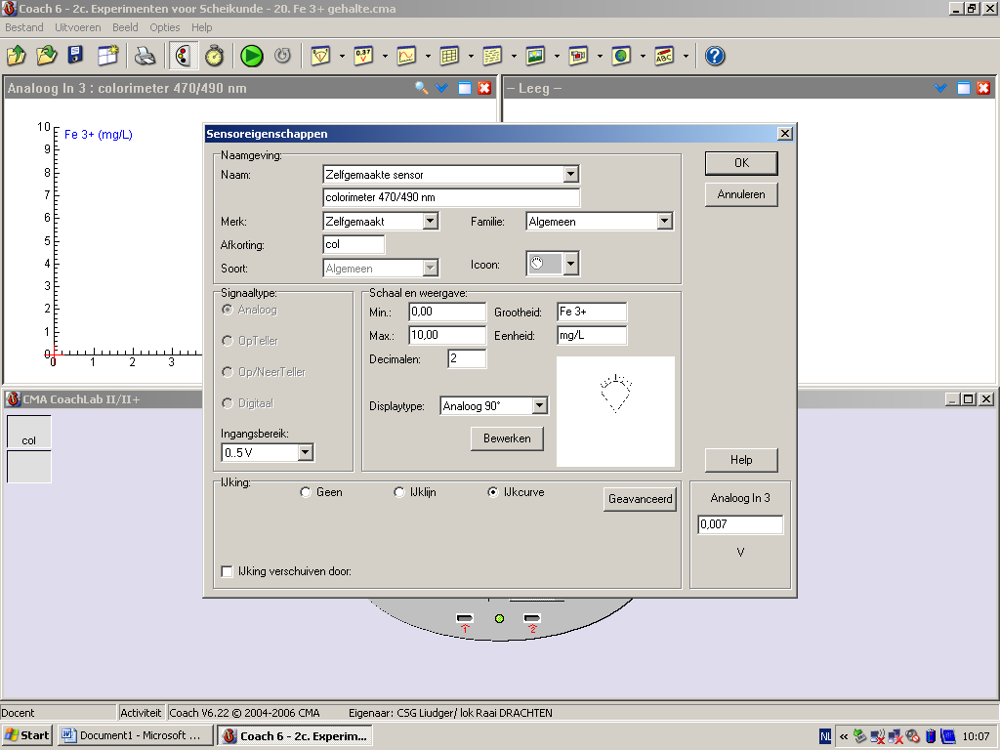 Coach 6 - 2c. Experimenten voor Scheikunde - 20. Fe 3+ gehalte.cma
Bestand Uitvoeren Beeld Opties Help
0.37
ABC
Analoog In 3 : colorimeter 470/490 nm
– Leeg –
10
Fe 3+ (mg/L)
9
8
7
6
5
4
3
2
1
0
0 1 2 3
Sensoreigenschappen
Naamgeving:
Naam: Zelfgemaakte sensor
colorimeter 470/490 nm
Merk: Zelfgemaakt Familie: Algemeen
Afkorting: col
Soort: Algemeen Icoon:
OK
Annuleren
Signaaltype:
Analoog
OpTeller
Op/NeerTeller
Digitaal
Ingangsbereik:
0..5 V
Schaal en weergave:
Min.: 0,00 Grootheid: Fe 3+
Max.: 10,00 Eenheid: mg/L
Decimalen: 2
Displaytype: Analoog 90°
Bewerken
Help
IJking:
Geen IJklijn IJkcurve Geavanceerd
IJking verschuiven door:
Analoog In 3
0,007
V
CMA CoachLab II/II+
col
1 2
Docent Activiteit Coach V6.22 © 2004-2006 CMA Eigenaar: CSG Liudger/ lok Raai DRACHTEN
Start Document1 - Microsoft ... Coach 6 - 2c. Experim... NL « 10:07